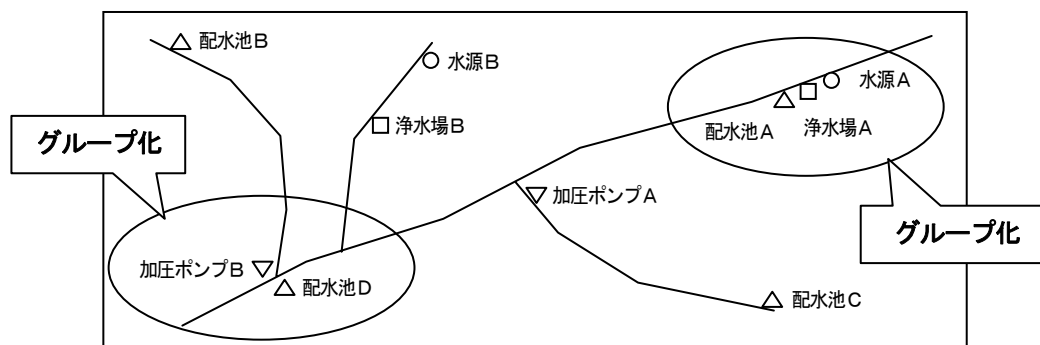 配水池B
水源B
水源A
浄水場B
グループ化
配水池A
浄水場A
加圧ポンプA
グループ化
加圧ポンプB
配水池D
配水池C